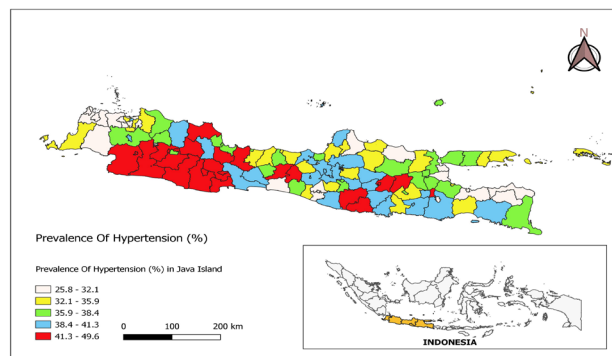 N
Prevalence Of Hypertension (%)
Prevalence Of Hypertension (%) in Java Island
25.8 - 32.1
32.1 - 35.9
35.9 - 38.4
38.4 - 41.3
41.3 - 49.6
0 100 200 km
INDONESIA